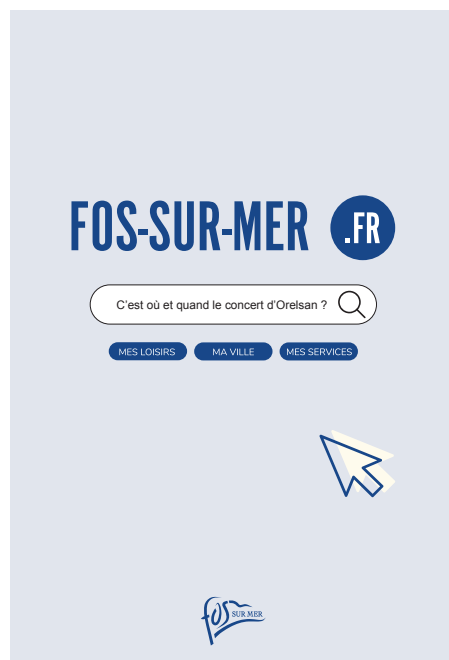 FOS-SUR-MER .FR
C'est où et quand le concert d'Orelsan ?
MES LOISIRS MA VILLE MES SERVICES
FOS SUR MER